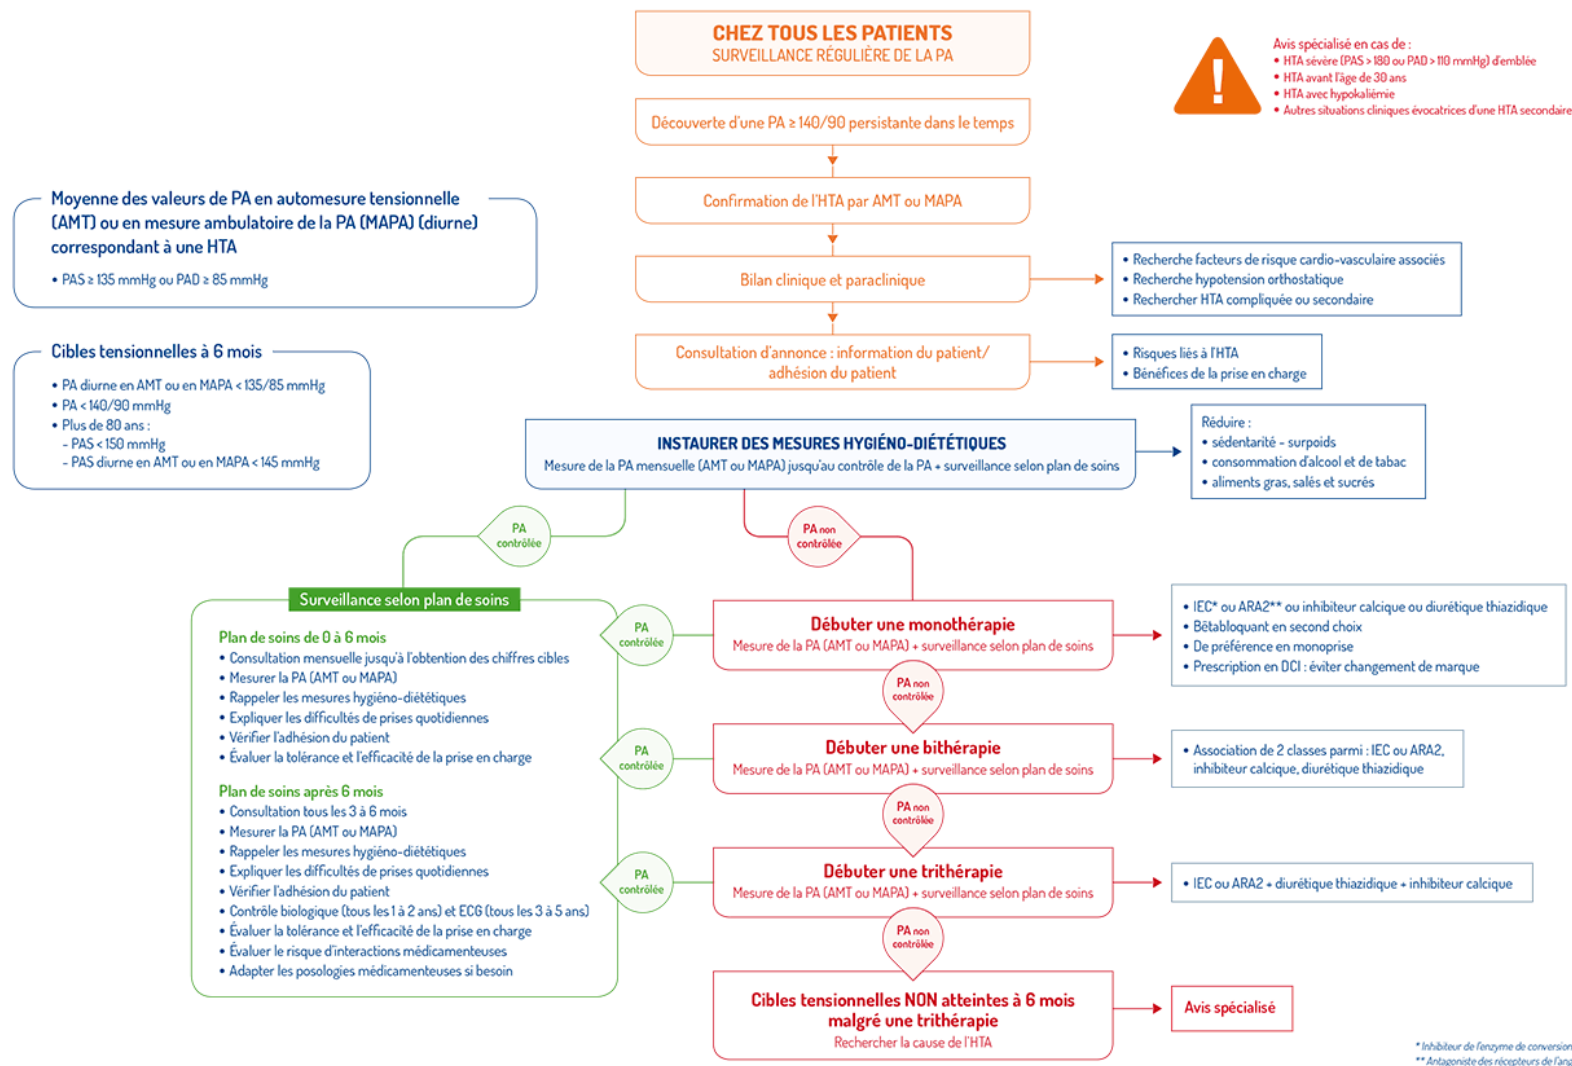 CHEZ TOUS LES PATIENTS
SURVEILLANCE RÉGULIÈRE DE LA PA
Avis spécialisé en cas de :
• HTA sévère (PAS > 180 ou PAD > 110 mmHg) d'emblée
• HTA avant l'âge de 30 ans
• HTA avec hypokaliémie
• Autres situations cliniques évocatrices d'une HTA secondaire
!
Découverte d'une PA ≥ 140/90 persistante dans le temps
Confirmation de l'HTA par AMT ou MAPA
Moyenne des valeurs de PA en automesure tensionnelle
(AMT) ou en mesure ambulatoire de la PA (MAPA) (diurne)
correspondant à une HTA
• PAS ≥ 135 mmHg ou PAD ≥ 85 mmHg
Bilan clinique et paraclinique
• Recherche facteurs de risque cardio-vasculaire associés
• Recherche hypotension orthostatique
• Rechercher HTA compliquée ou secondaire
Cibles tensionnelles à 6 mois
• PA diurne en AMT ou en MAPA < 135/85 mmHg
• PA < 140/90 mmHg
• Plus de 80 ans :
- PAS < 150 mmHg
- PAS diurne en AMT ou en MAPA < 145 mmHg
Consultation d'annonce : information du patient/
adhésion du patient
• Risques liés à l'HTA
• Bénéfices de la prise en charge
INSTAURER DES MESURES HYGIÉNO-DIÉTÉTIQUES
Mesure de la PA mensuelle (AMT ou MAPA) jusqu'au contrôle de la PA + surveillance selon plan de soins
Réduire :
• sédentarité - surpoids
• consommation d'alcool et de tabac
• aliments gras, salés et sucrés
PA
contrôlée
PA non
contrôlée
Surveillance selon plan de soins
Plan de soins de 0 à 6 mois
• Consultation mensuelle jusqu'à l'obtention des chiffres cibles
• Mesurer la PA (AMT ou MAPA)
• Rappeler les mesures hygiéno-diététiques
• Expliquer les difficultés de prises quotidiennes
• Vérifier l'adhésion du patient
• Évaluer la tolérance et l'efficacité de la prise en charge
Plan de soins après 6 mois
• Consultation tous les 3 à 6 mois
• Mesurer la PA (AMT ou MAPA)
• Rappeler les mesures hygiéno-diététiques
• Expliquer les difficultés de prises quotidiennes
• Vérifier l'adhésion du patient
• Contrôle biologique (tous les 1 à 2 ans) et ECG (tous les 3 à 5 ans)
• Évaluer la tolérance et l'efficacité de la prise en charge
• Évaluer le risque d'interactions médicamenteuses
• Adapter les posologies médicamenteuses si besoin
PA
contrôlée
Débuter une monothérapie
Mesure de la PA (AMT ou MAPA) + surveillance selon plan de soins
• IEC* ou ARA2** ou inhibiteur calcique ou diurétique thiazidique
• Bêtabloquant en second choix
• De préférence en monoprise
• Prescription en DCI : éviter changement de marque
PA non
contrôlée
PA
contrôlée
Débuter une bithérapie
Mesure de la PA (AMT ou MAPA) + surveillance selon plan de soins
• Association de 2 classes parmi : IEC ou ARA2,
inhibiteur calcique, diurétique thiazidique
PA non
contrôlée
PA
contrôlée
Débuter une trithérapie
Mesure de la PA (AMT ou MAPA) + surveillance selon plan de soins
• IEC ou ARA2 + diurétique thiazidique + inhibiteur calcique
PA non
contrôlée
Cibles tensionnelles NON atteintes à 6 mois
malgré une trithérapie
Rechercher la cause de l'HTA
Avis spécialisé
* Inhibiteur de l'enzyme de conversion
** Antagoniste des récepteurs de